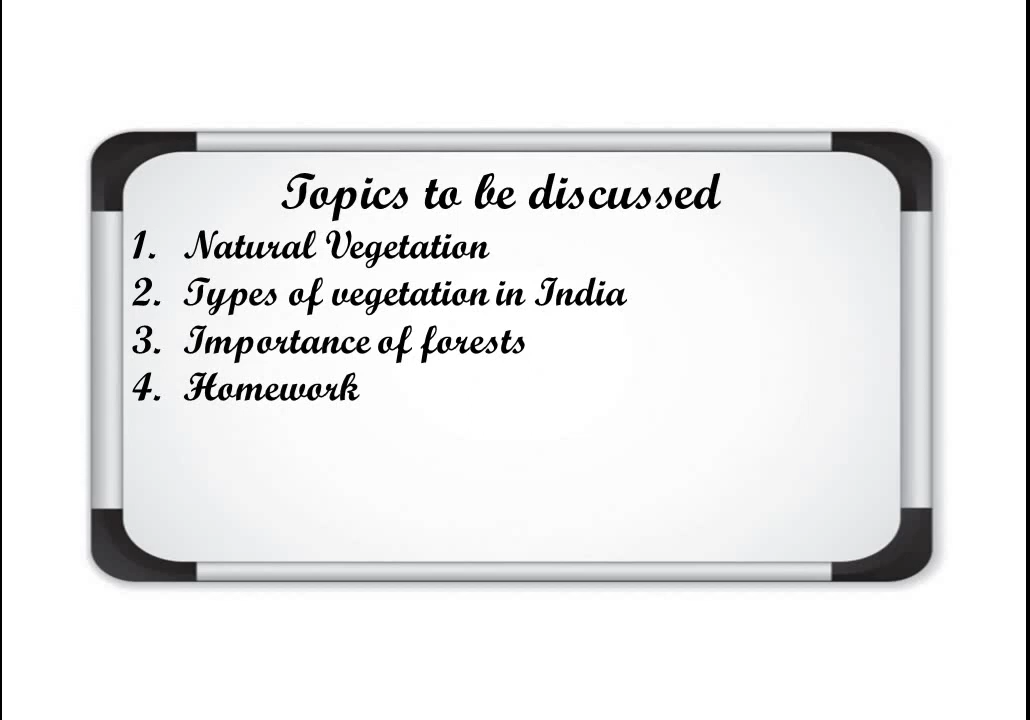 Topics to be discussed
1. Natural Vegetation
2. Types of vegetation in India
3. Importance of forests
4. Homework